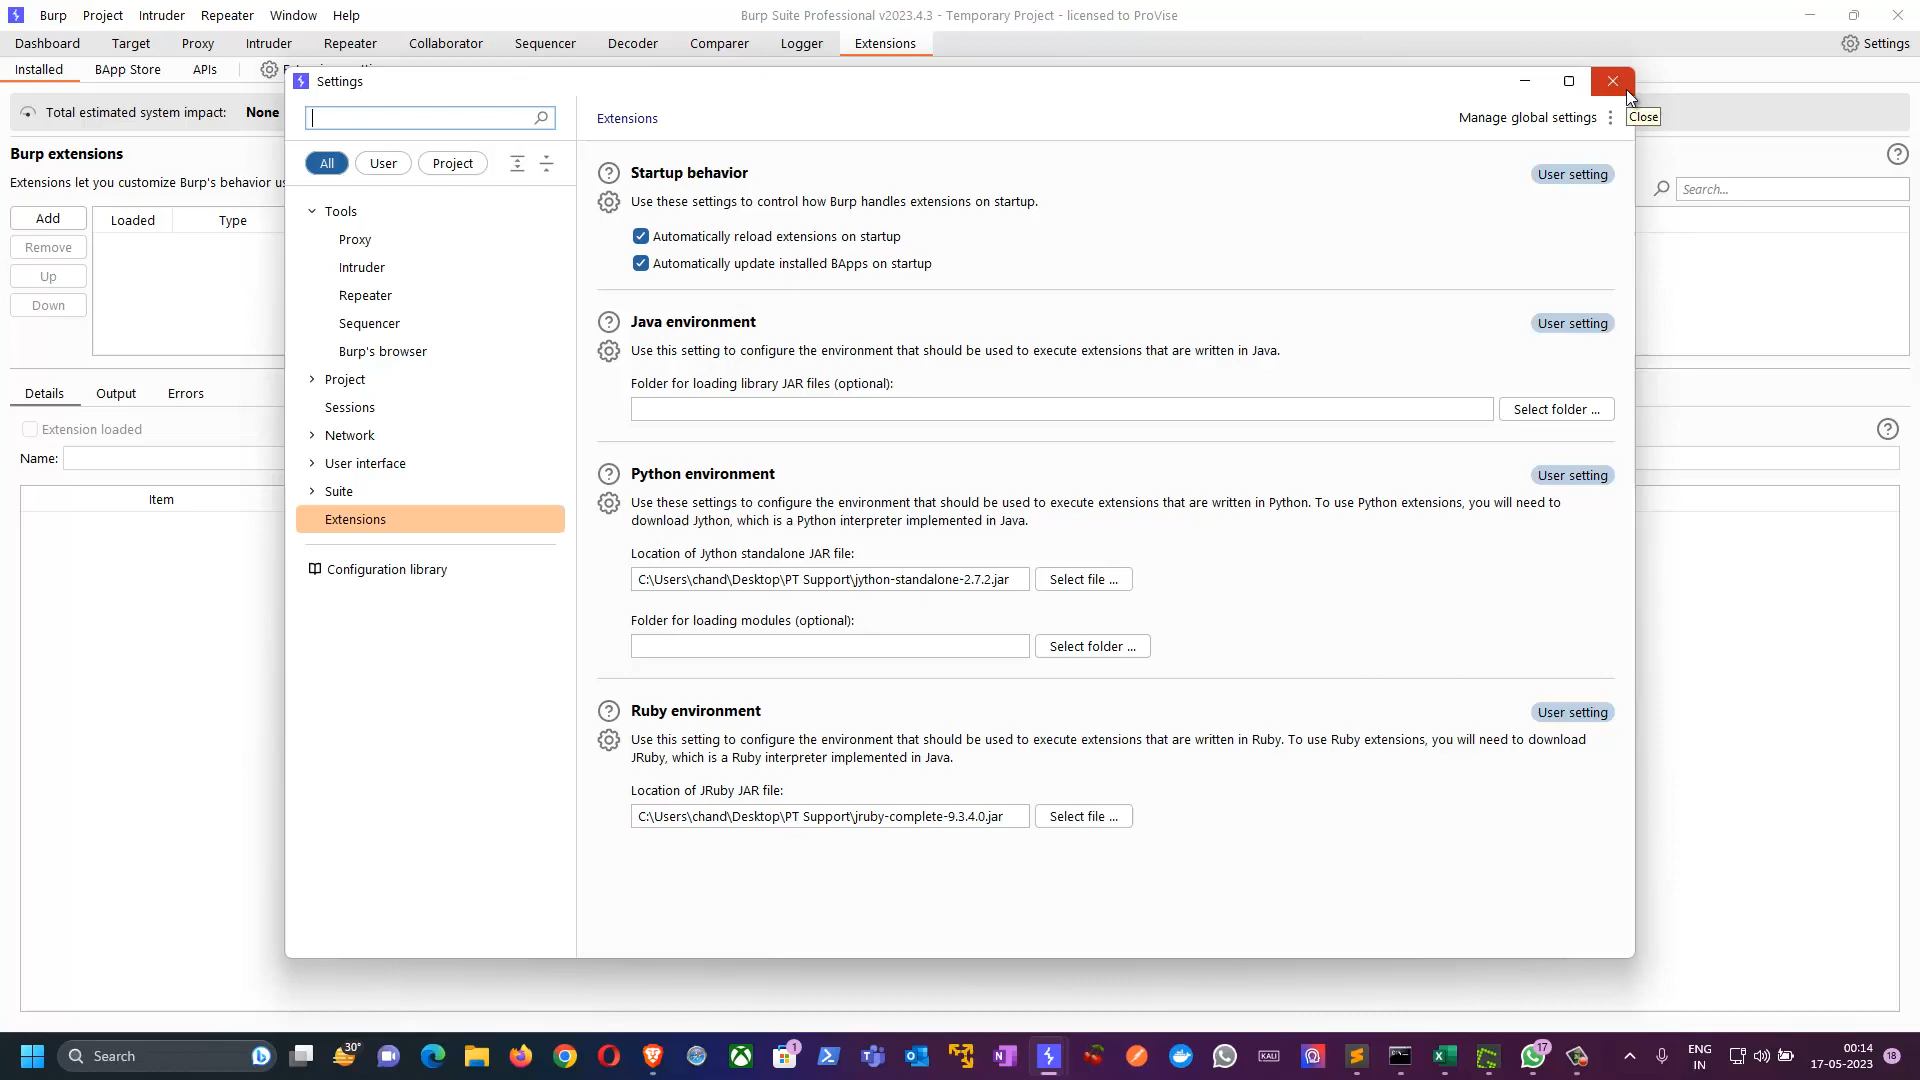 Burp Project Intruder Repeater Window Help
Burp Suite Professional v2023.4.3 - Temporary Project - licensed to ProVise
Dashboard Target Proxy Intruder Repeater Collaborator Sequencer Decoder Comparer Logger Extensions Settings
Installed BApp Store APIs
Settings
Total estimated system impact: None
Extensions
Manage global settings
Close
Burp extensions
Extensions let you customize Burp's behavior
Search...
All User Project
Add
Remove
Up
Down
Loaded Type
Tools
Proxy
Intruder
Repeater
Sequencer
Burp's browser
Project
Sessions
Network
User interface
Suite
Extensions
Configuration library
Details Output Errors
Extension loaded
Name:
Item
Startup behavior
User setting
Use these settings to control how Burp handles extensions on startup.
Automatically reload extensions on startup
Automatically update installed BApps on startup
Java environment
User setting
Use this setting to configure the environment that should be used to execute extensions that are written in Java.
Folder for loading library JAR files (optional):
Select folder ...
Python environment
User setting
Use these settings to configure the environment that should be used to execute extensions that are written in Python. To use Python extensions, you will need to
download Jython, which is a Python interpreter implemented in Java.
Location of Jython standalone JAR file:
C:\Users\chand\Desktop\PT Support\jython-standalone-2.7.2.jar
Select file ...
Folder for loading modules (optional):
Select folder ...
Ruby environment
User setting
Use this setting to configure the environment that should be used to execute extensions that are written in Ruby. To use Ruby extensions, you will need to download
JRuby, which is a Ruby interpreter implemented in Java.
Location of JRuby JAR file:
C:\Users\chand\Desktop\PT Support\jruby-complete-9.3.4.0.jar
Select file ...
Search
30°
1
KALI
17
ENG
IN
00:14
17-05-2023
18